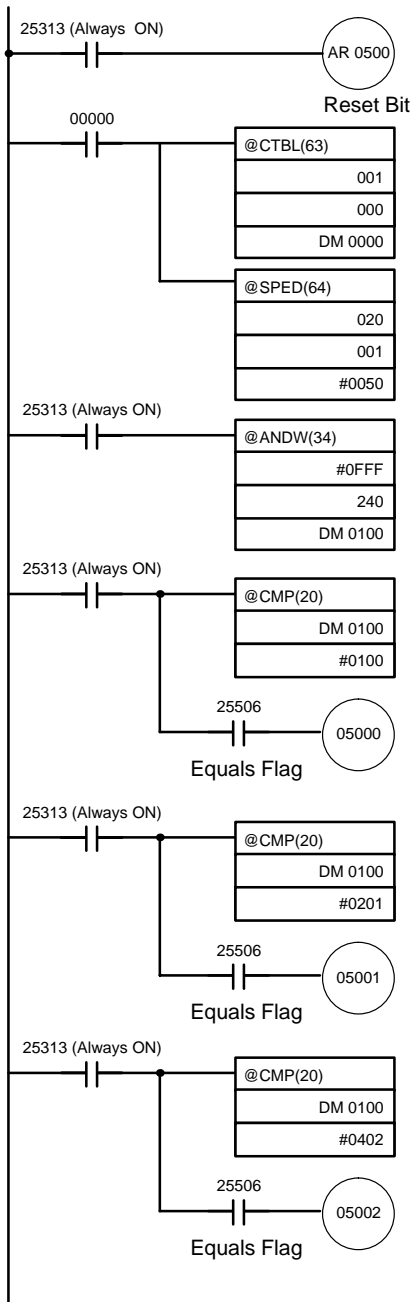 25313 (Always ON)
AR 0500
Reset Bit
00000
@CTBL(63)
001
000
DM 0000
@SPED(64)
020
001
#0050
25313 (Always ON)
@ANDW(34)
#0FFF
240
DM 0100
25313 (Always ON)
@CMP(20)
DM 0100
#0100
25506
05000
Equals Flag
25313 (Always ON)
@CMP(20)
DM 0100
#0201
25506
05001
Equals Flag
25313 (Always ON)
@CMP(20)
DM 0100
#0402
25506
05002
Equals Flag